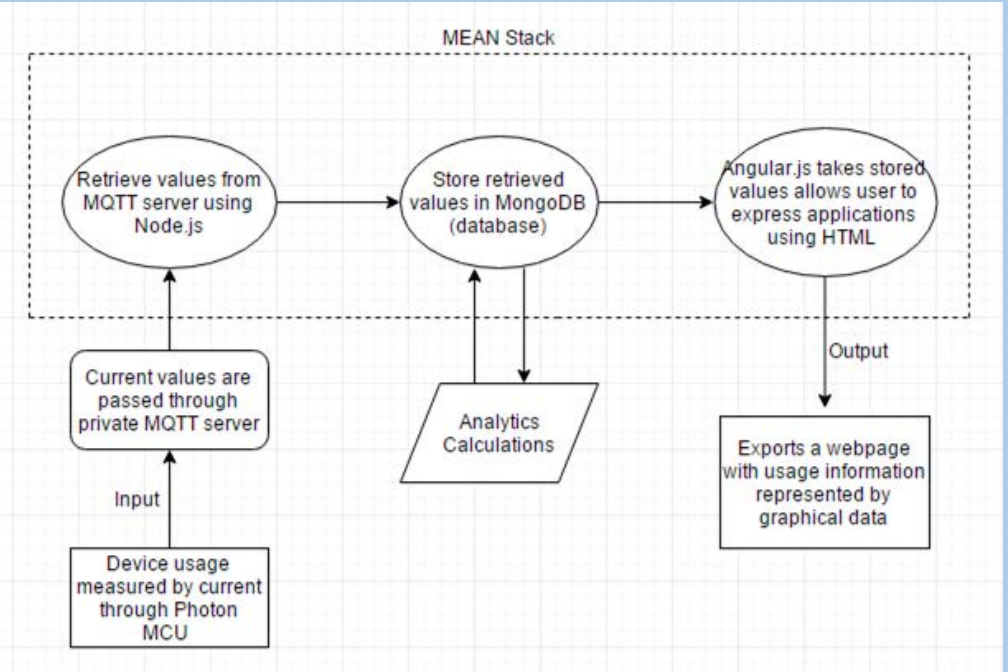 MEAN Stack
Retrieve values from
MQTT server using
Node.js
Store retrieved
values in MongoDB
(database)
Angular.js takes stored
values allows user to
express applications
using HTML
Current values are
passed through
private MQTT server
Analytics
Calculations
Output
Exports a webpage
with usage information
represented by
graphical data
Input
Device usage
measured by current
through Photon
MCU